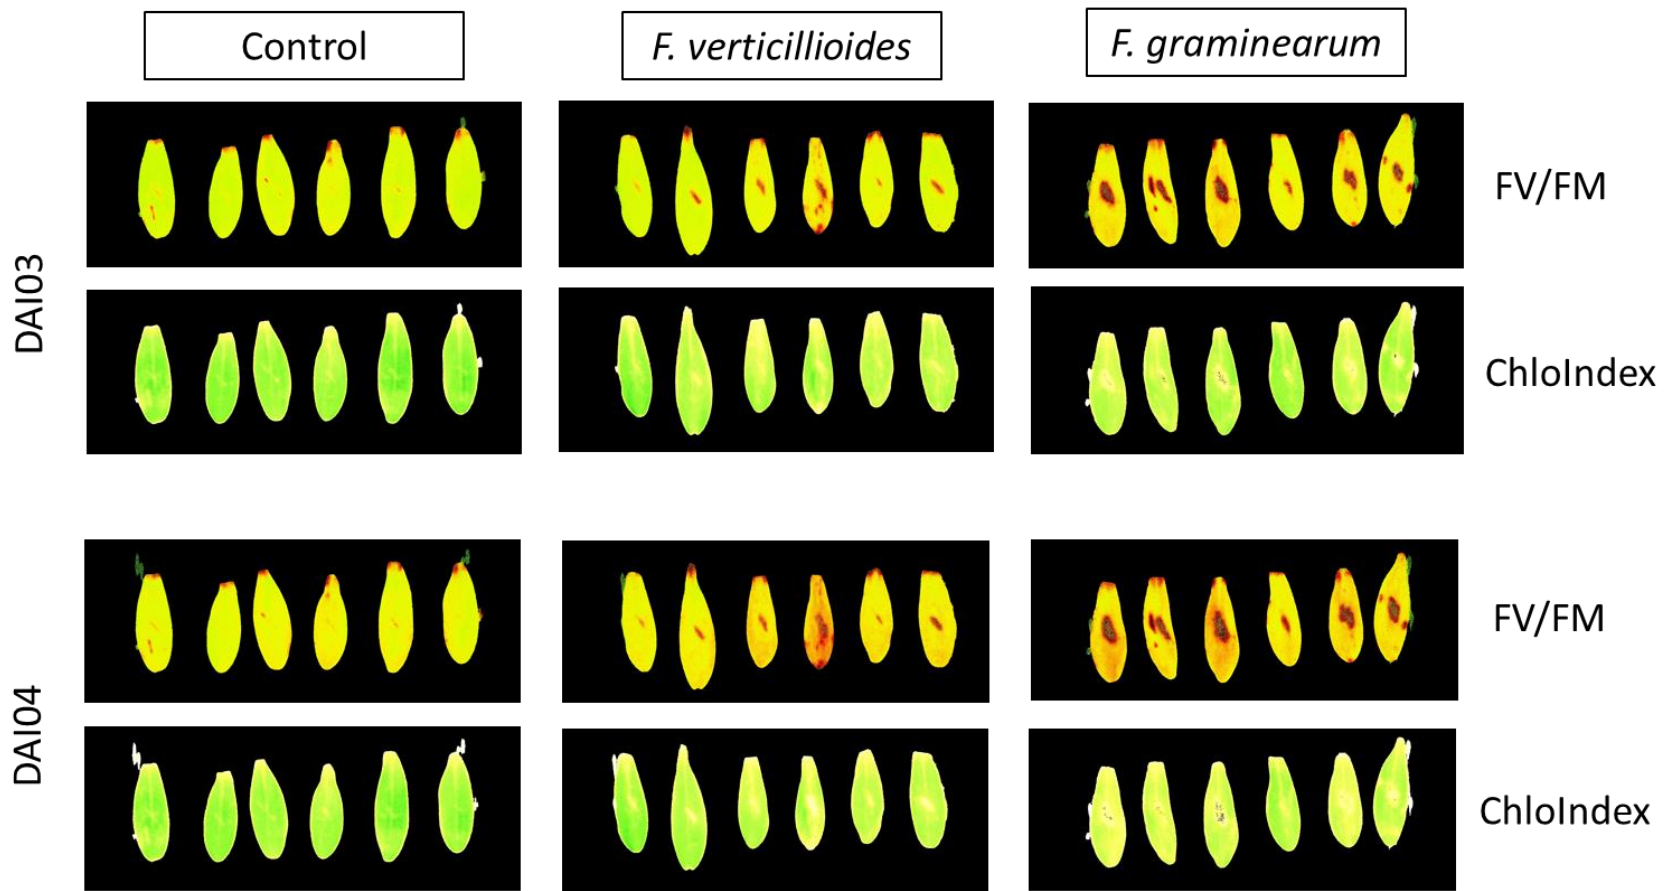 Control
F. verticillioides
F. graminearum
DAI03
FV/FM
ChloIndex
DAI04
FV/FM
ChloIndex